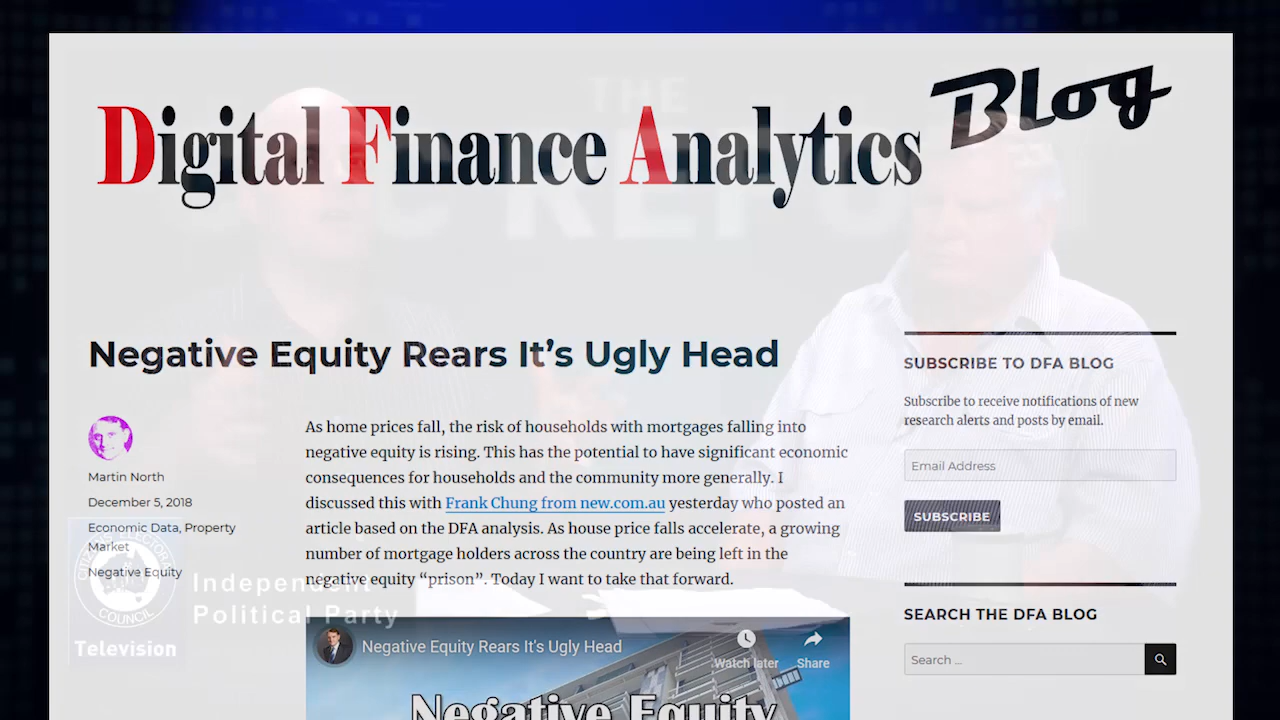 THE
Digital Finance Analytics Blog
Negative Equity Rears It’s Ugly Head
Martin North
December 5, 2018
Economic Data, Property
Market
Negative Equity
As home prices fall, the risk of households with mortgages falling into
negative equity is rising. This has the potential to have significant economic
consequences for households and the community more generally. I
discussed this with Frank Chung from new.com.au yesterday who posted an
article based on the DFA analysis. As house price falls accelerate, a growing
number of mortgage holders across the country are being left in the
negative equity “prison”. Today I want to take that forward.
Negative Equity Rears It's Ugly Head
Watch later
Share
Negative Equity
SUBSCRIBE TO DFA BLOG
Subscribe to receive notifications of new
research alerts and posts by email.
Email Address
SUBSCRIBE
SEARCH THE DFA BLOG
Search ...
CITIZENS ELECTORAL
COUNCIL
Television
Independent
Political Party